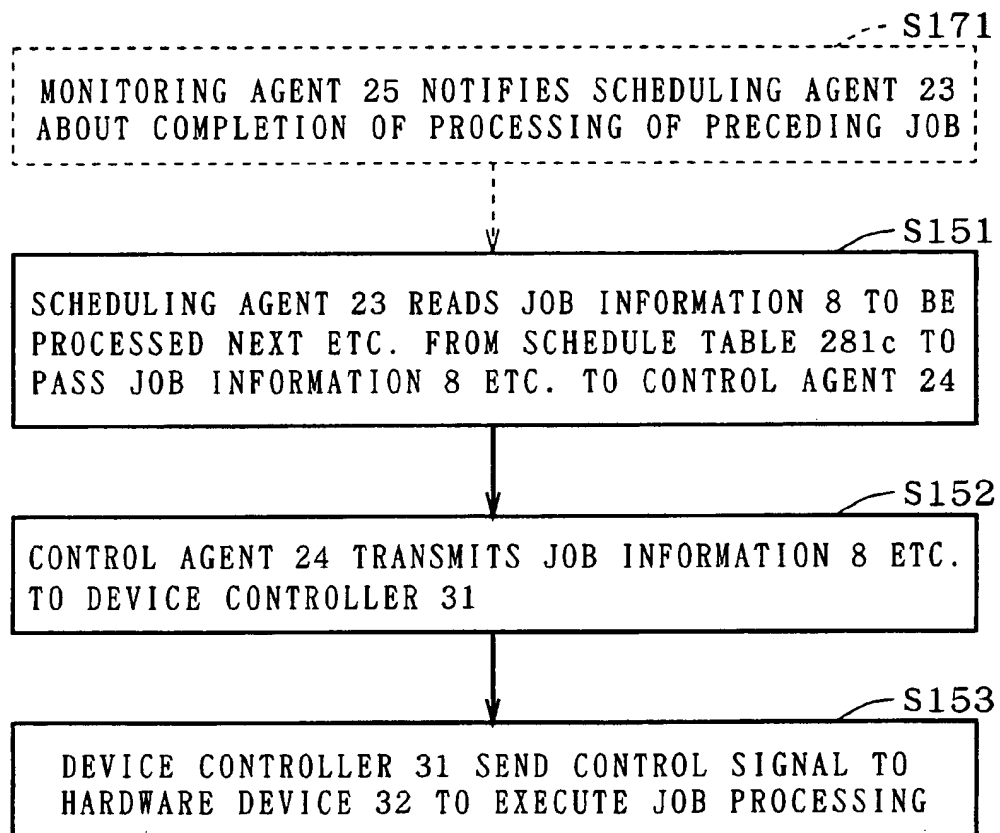 S171
MONITORING AGENT 25 NOTIFIES SCHEDULING AGENT 23
ABOUT COMPLETION OF PROCESSING OF PRECEDING JOB
S151
SCHEDULING AGENT 23 READS JOB INFORMATION 8 TO BE
PROCESSED NEXT ETC. FROM SCHEDULE TABLE 281c TO
PASS JOB INFORMATION 8 ETC. TO CONTROL AGENT 24
S152
CONTROL AGENT 24 TRANSMITS JOB INFORMATION 8 ETC.
TO DEVICE CONTROLLER 31
S153
DEVICE CONTROLLER 31 SEND CONTROL SIGNAL TO
HARDWARE DEVICE 32 TO EXECUTE JOB PROCESSING